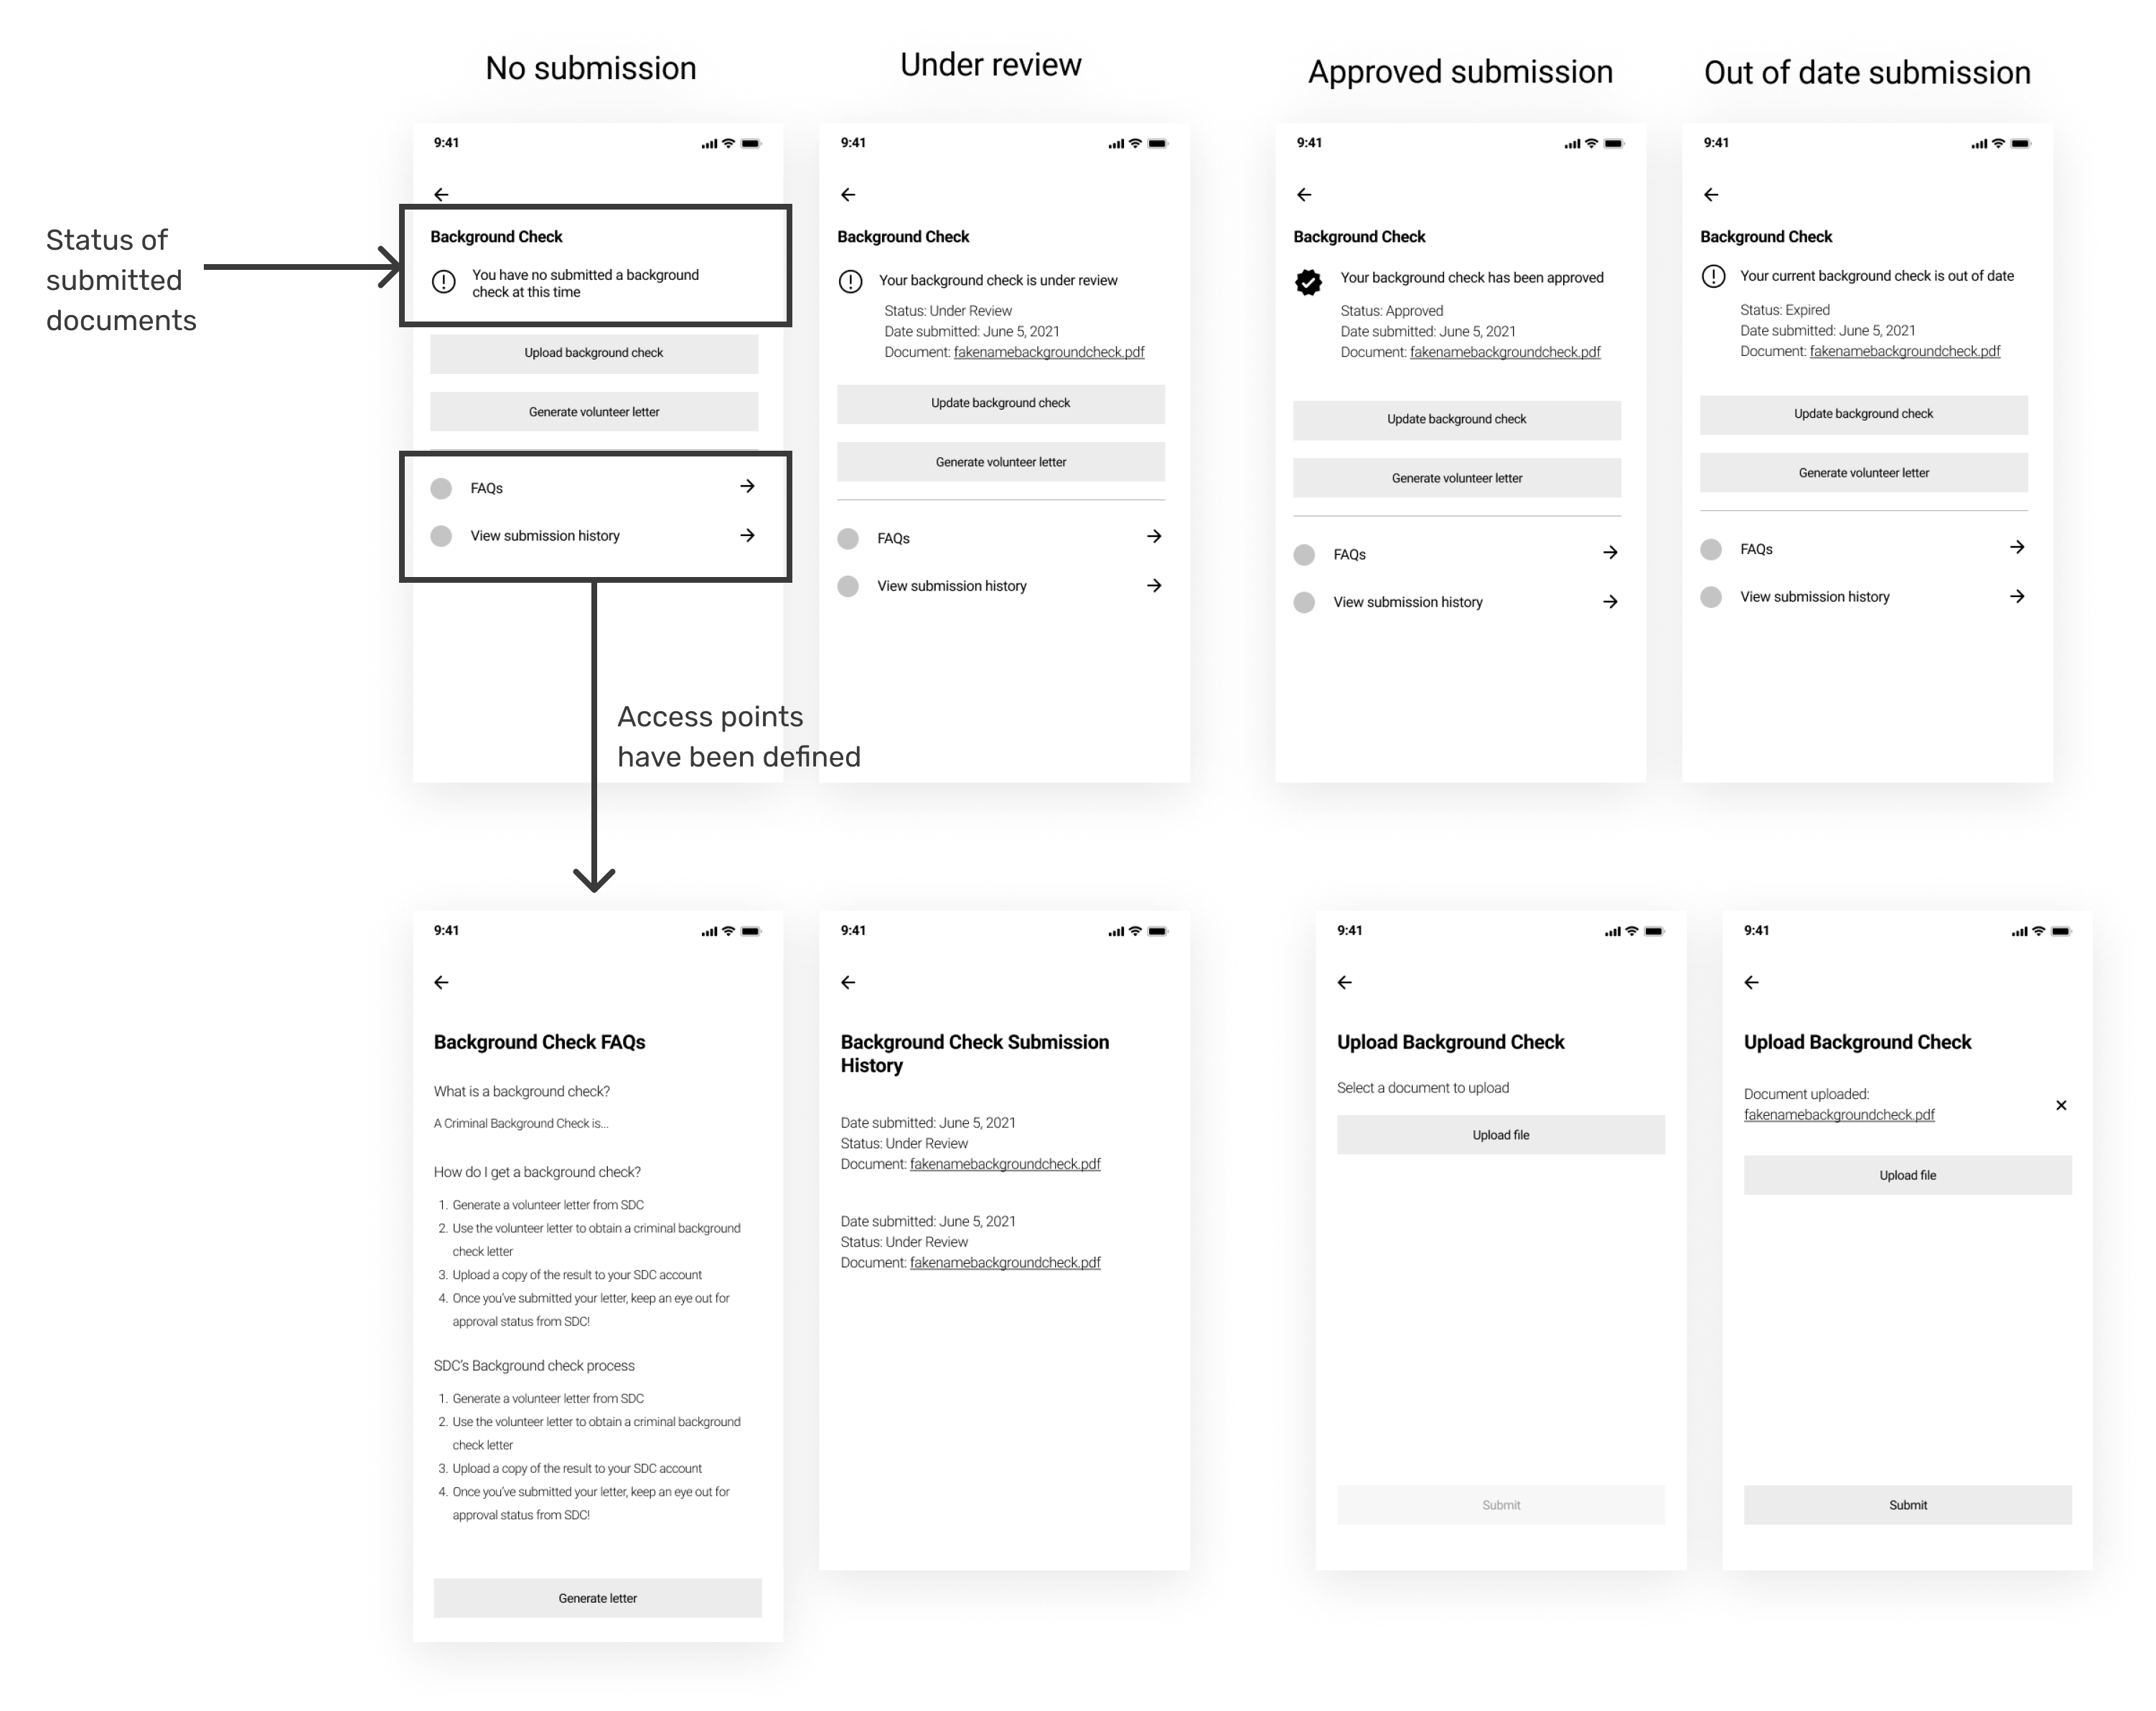 No submission
Under review
Approved submission
Out of date submission
Status of
submitted
documents
9:41
Background Check
You have no submitted a background
check at this time
Upload background check
Generate volunteer letter
FAQs
View submission history
9:41
Background Check
Your background check is under review
Status: Under Review
Date submitted: June 5, 2021
Document: fakenamebackgroundcheck.pdf
Update background check
Generate volunteer letter
FAQs
View submission history
9:41
Background Check
Your background check has been approved
Status: Approved
Date submitted: June 5, 2021
Document: fakenamebackgroundcheck.pdf
Update background check
Generate volunteer letter
FAQs
View submission history
9:41
Background Check
Your current background check is out of date
Status: Expired
Date submitted: June 5, 2021
Document: fakenamebackgroundcheck.pdf
Update background check
Generate volunteer letter
FAQs
View submission history
Access points
have been defined
9:41
Background Check FAQs
What is a background check?
A Criminal Background Check is...
How do I get a background check?
1. Generate a volunteer letter from SDC
2. Use the volunteer letter to obtain a criminal background
check letter
3. Upload a copy of the result to your SDC account
4. Once you've submitted your letter, keep an eye out for
approval status from SDC!
SDC's Background check process
1. Generate a volunteer letter from SDC
2. Use the volunteer letter to obtain a criminal background
check letter
3. Upload a copy of the result to your SDC account
4. Once you've submitted your letter, keep an eye out for
approval status from SDC!
Generate letter
9:41
Background Check Submission
History
Date submitted: June 5, 2021
Status: Under Review
Document: fakenamebackgroundcheck.pdf
Date submitted: June 5, 2021
Status: Under Review
Document: fakenamebackgroundcheck.pdf
9:41
Upload Background Check
Select a document to upload
Upload file
Submit
9:41
Upload Background Check
Document uploaded:
fakenamebackgroundcheck.pdf
Upload file
Submit